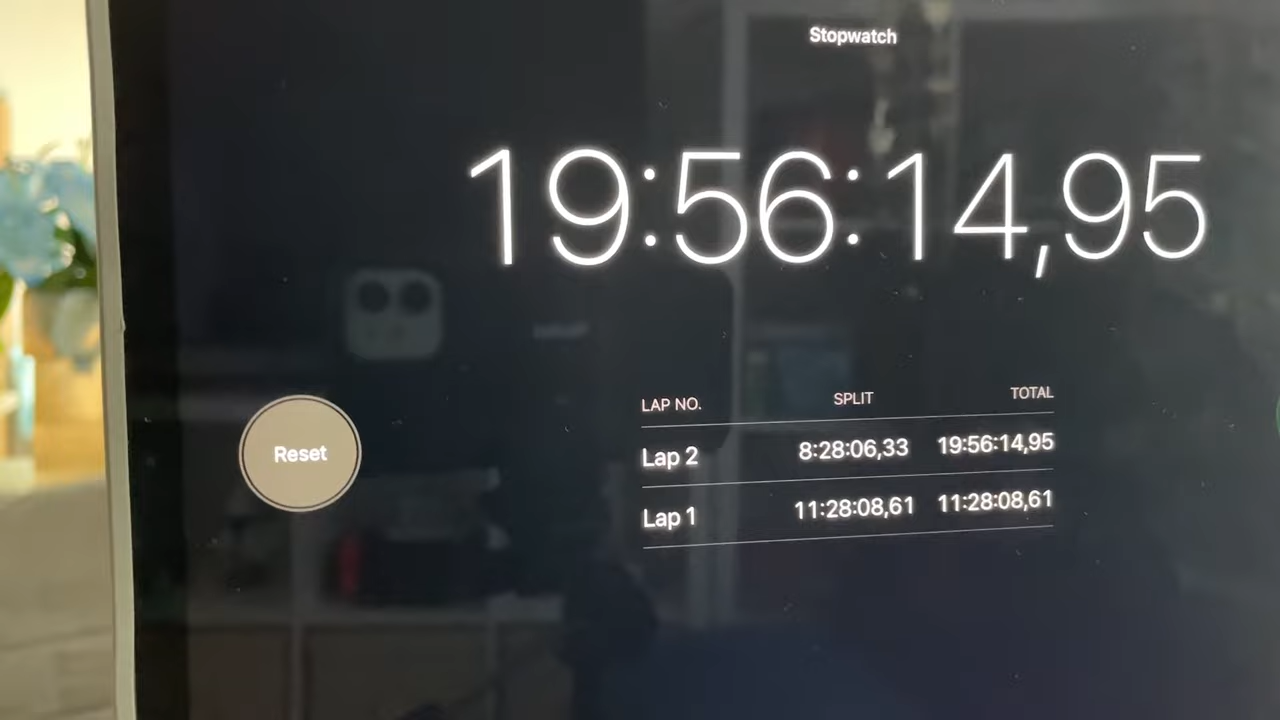 Stopwatch
19:56:14,95
LAP NO. SPLIT TOTAL
Lap 2 8:28:06,33 19:56:14,95
Lap 1 11:28:08,61 11:28:08,61
Reset